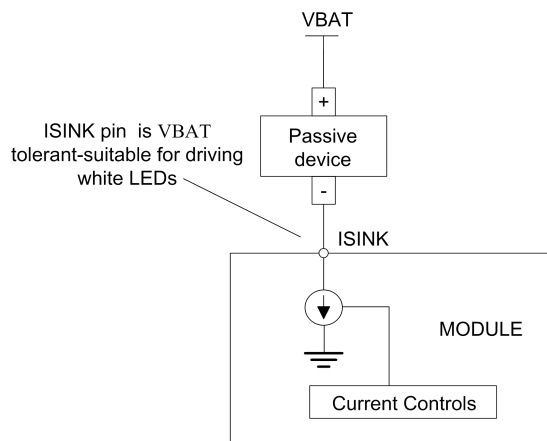 VBAT
+
Passive
device
-
ISINK pin is VBAT
tolerant-suitable for driving
white LEDs
ISINK
MODULE
Current Controls